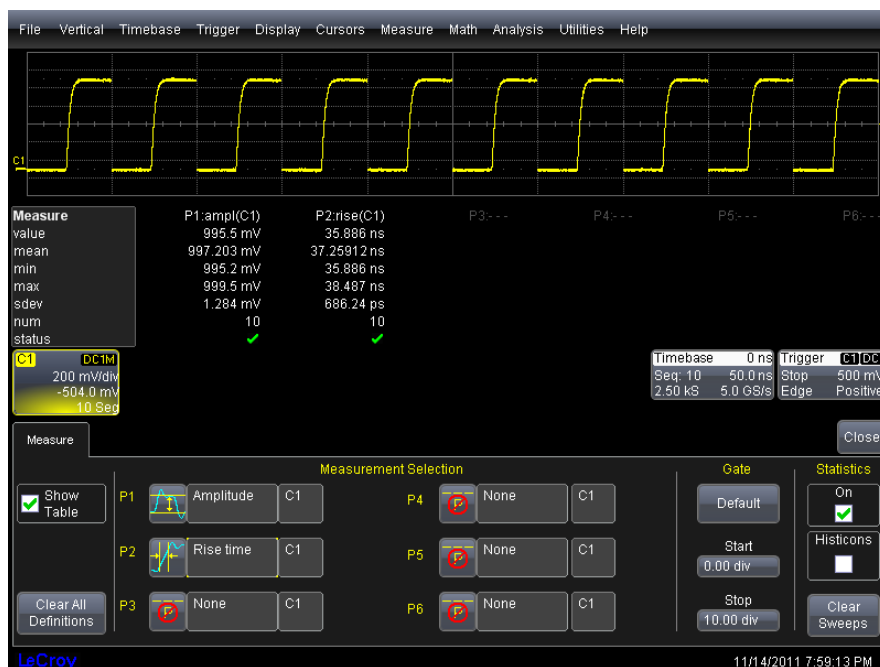 File Vertical Timebase Trigger Display Cursors Measure Math Analysis Utilities Help
C1
Measure P1:ampl(C1) P2:rise(C1) P3:--- P4:--- P5:--- P6:---
value 995.5 mV 35.886 ns
mean 997.203 mV 37.25912 ns
min 995.2 mV 35.886 ns
max 999.5 mV 38.487 ns
sdev 1.284 mV 686.24 ps
num 10 10
status
C1 DC1M
200 mV/div
-504.0 mV
10 Seg
Timebase 0 ns
Seq: 10 50.0 ns
2.50 kS 5.0 GS/s
Trigger C1 DC
Stop 500 mV
Edge Positive
Measure
Close
Measurement Selection
Gate
Statistics
Show Table
P1 Amplitude C1
P4 P None C1
Default
On
P2 Rise time C1
P5 P None C1
Start
0.00 div
Histicons
Clear All Definitions
P3 P None C1
P6 P None C1
Stop
10.00 div
Clear Sweeps
LeCroy
11/14/2011 7:59:13 PM